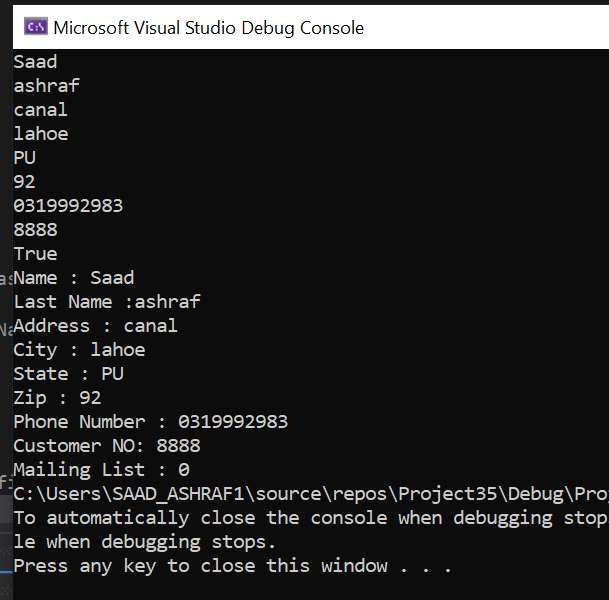 Microsoft Visual Studio Debug Console
Saad
ashraf
canal
lahoe
PU
92
0319992983
8888
True
Name : Saad
Last Name :ashraf
Address : canal
City : lahoe
State : PU
Zip : 92
Phone Number : 0319992983
Customer NO: 8888
Mailing List : 0
C:\Users\SAAD_ASHRAF1\source\repos\Project35\Debug\Pro
To automatically close the console when debugging stop
le when debugging stops.
Press any key to close this window . . .